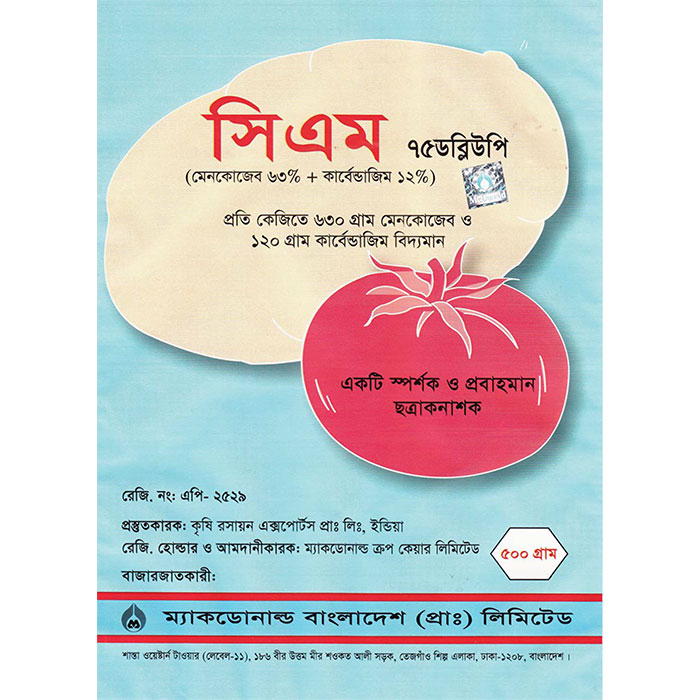 সিএম ৭৫ডব্লিউপি
(মেনকোজেব ৬৩% + কার্বেন্ডাজিম ১২%)
প্রতি কেজিতে ৬৩০ গ্রাম মেনকোজেব ও
১২০ গ্রাম কার্বেন্ডাজিম বিদ্যমান
একটি স্পর্শক ও প্রবাহমান
ছত্রাকনাশক
রেজি. নং: এপি- ২৫২৯
প্রস্তুতকারক: কৃষি রসায়ন এক্সপোর্টস প্রাঃ লিঃ, ইন্ডিয়া
রেজি. হোল্ডার ও আমদানীকারক: ম্যাকডোনাল্ড ক্রপ কেয়ার লিমিটেড
৫০০ গ্রাম
বাজারজাতকারী:
ম্যাকডোনাল্ড বাংলাদেশ (প্রাঃ) লিমিটেড
শান্তা ওয়েষ্টার্ন টাওয়ার (লেবেল-১১), ১৮৬ বীর উত্তম মীর শওকত আলী সড়ক, তেজগাঁও শিল্প এলাকা, ঢাকা-১২০৮, বাংলাদেশ।